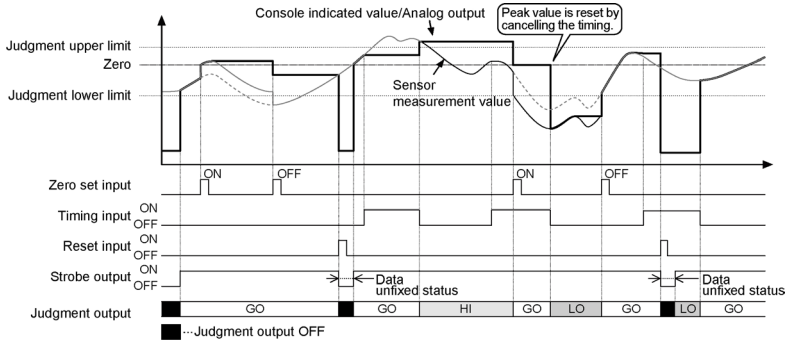 Console indicated value/Analog output
Peak value is reset by
cancelling the timing.
Judgment upper limit
Zero
Judgment lower limit
Sensor
measurement value
Zero set input
ON
OFF
ON
OFF
Timing input
ON
OFF
Reset input
ON
OFF
Strobe output
ON
OFF
Data
unfixed status
Data
unfixed status
Judgment output
GO
GO
HI
GO
LO
GO
LO
GO
···Judgment output OFF